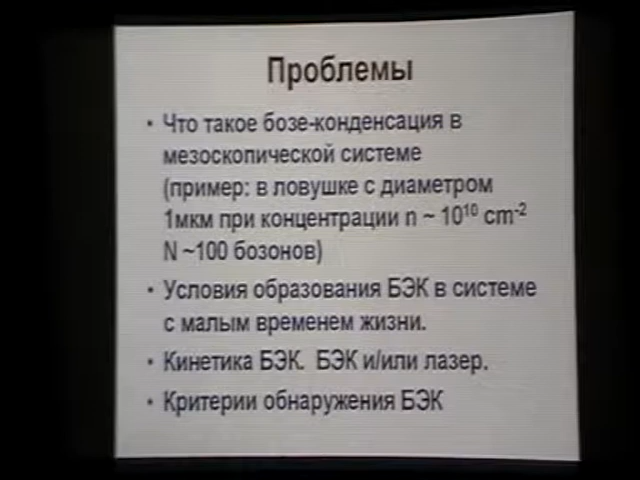 Проблемы
• Что такое бозе-конденсация в
мезоскопической системе
(пример: в ловушке с диаметром
1мкм при концентрации n ~ 10¹⁰ cm⁻²
N ~100 бозонов)
• Условия образования БЭК в системе
с малым временем жизни.
• Кинетика БЭК. БЭК и/или лазер.
• Критерии обнаружения БЭК